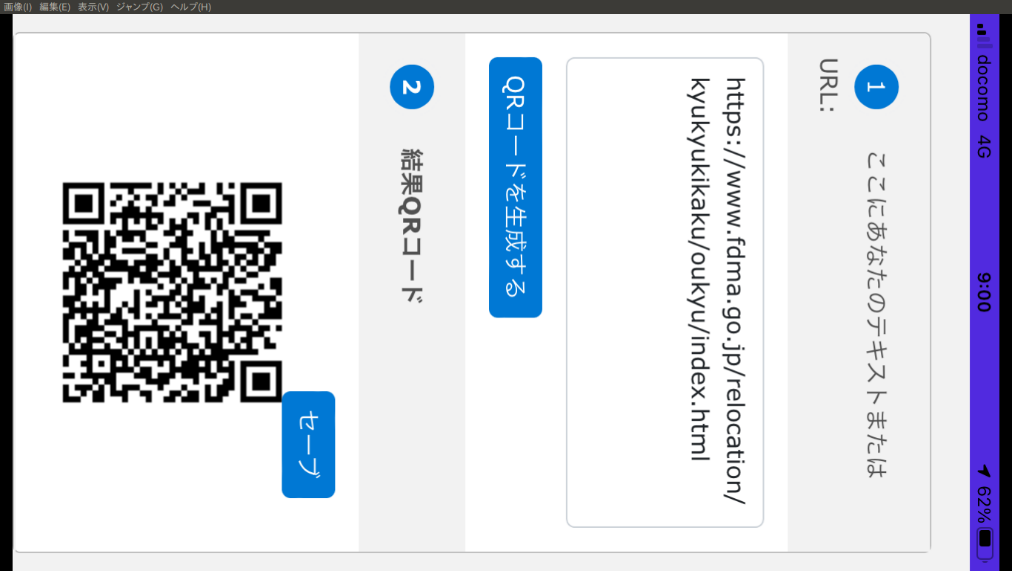 画像(I) 編集(E) 表示(V) ジャンプ(G) ヘルプ(H)
docomo 4G 9:00 62%
1 ここにあなたのテキストまたは
URL:
https://www.fdma.go.jp/relocation/
kyukyukikaku/oukyu/index.html
QRコードを生成する
2 結果QRコード
セーブ